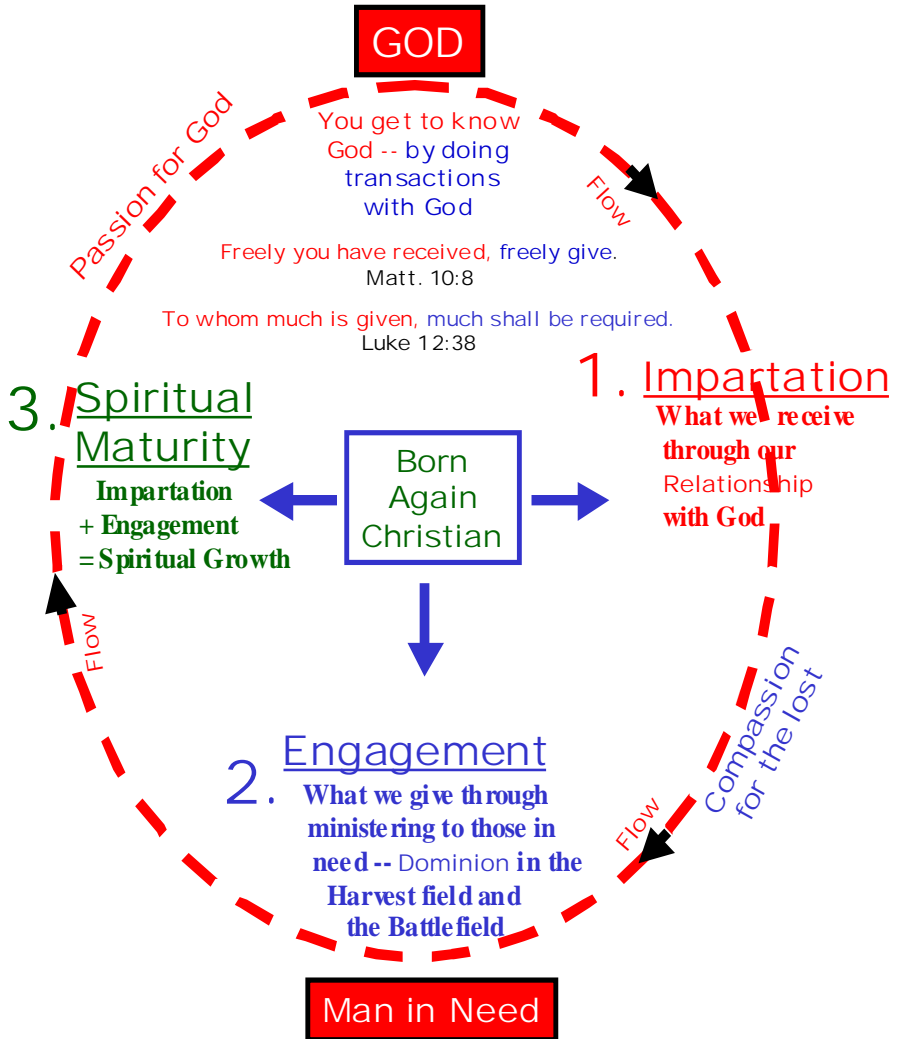 GOD
Passion for God
You get to know
God -- by doing
transactions
with God
Flow
Freely you have received, freely give.
Matt. 10:8
To whom much is given, much shall be required.
Luke 12:38
1. Impartation
What we receive
through our
Relationship
with God
3. Spiritual
Maturity
Impartation
+ Engagement
= Spiritual Growth
Born
Again
Christian
Flow
Compassion
for the lost
2. Engagement
What we give through
ministering to those in
need -- Dominion in the
Harvest field and
the Battlefield
Flow
Man in Need